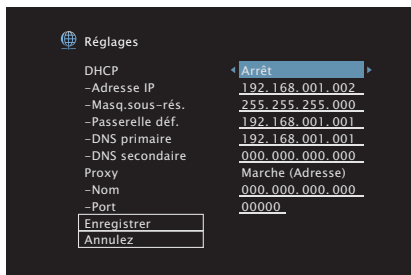 Réglages
DHCP Arrêt
-Adresse IP 192.168.001.002
-Masq.sous-rés. 255.255.255.000
-Passerelle déf. 192.168.001.001
-DNS primaire 192.168.001.001
-DNS secondaire 000.000.000.000
Proxy Marche (Adresse)
-Nom 000.000.000.000
-Port 00000
Enregistrer
Annulez